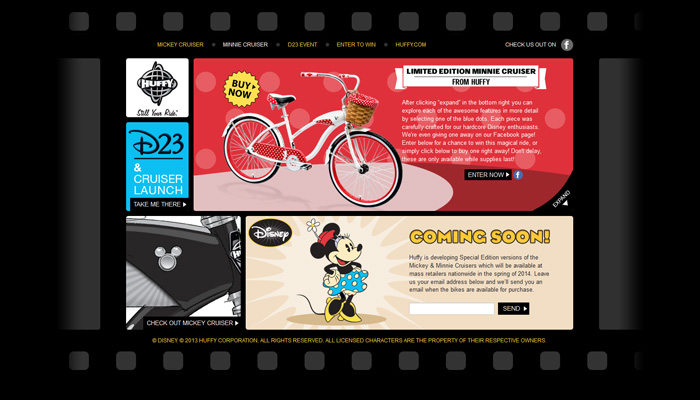 MICKEY CRUISER MINNIE CRUISER D23 EVENT ENTER TO WIN HUFFY.COM CHECK US OUT ON f
HUFFY
Still Your Ride.™
BUY NOW
LIMITED EDITION MINNIE CRUISER
FROM HUFFY
After clicking "expand" in the bottom right you can
explore each of the awesome features in more detail
by selecting one of the blue dots. Each piece was
carefully crafted for our hardcore Disney enthusiasts.
We're even giving one away on our Facebook page!
Enter below for a chance to win this magical ride, or
simply click below to buy one right away! Don't delay,
these are only available while supplies last!
ENTER NOW f
EXPAND
D23
&
CRUISER
LAUNCH
TAKE ME THERE
CHECK OUT MICKEY CRUISER
Disney
COMING SOON!
Huffy is developing Special Edition versions of the
Mickey & Minnie Cruisers which will be available at
mass retailers nationwide in the spring of 2014. Leave
us your email address below and we'll send you an
email when the bikes are available for purchase.
SEND
© DISNEY © 2013 HUFFY CORPORATION. ALL RIGHTS RESERVED. ALL LICENSED CHARACTERS ARE THE PROPERTY OF THEIR RESPECTIVE OWNERS.